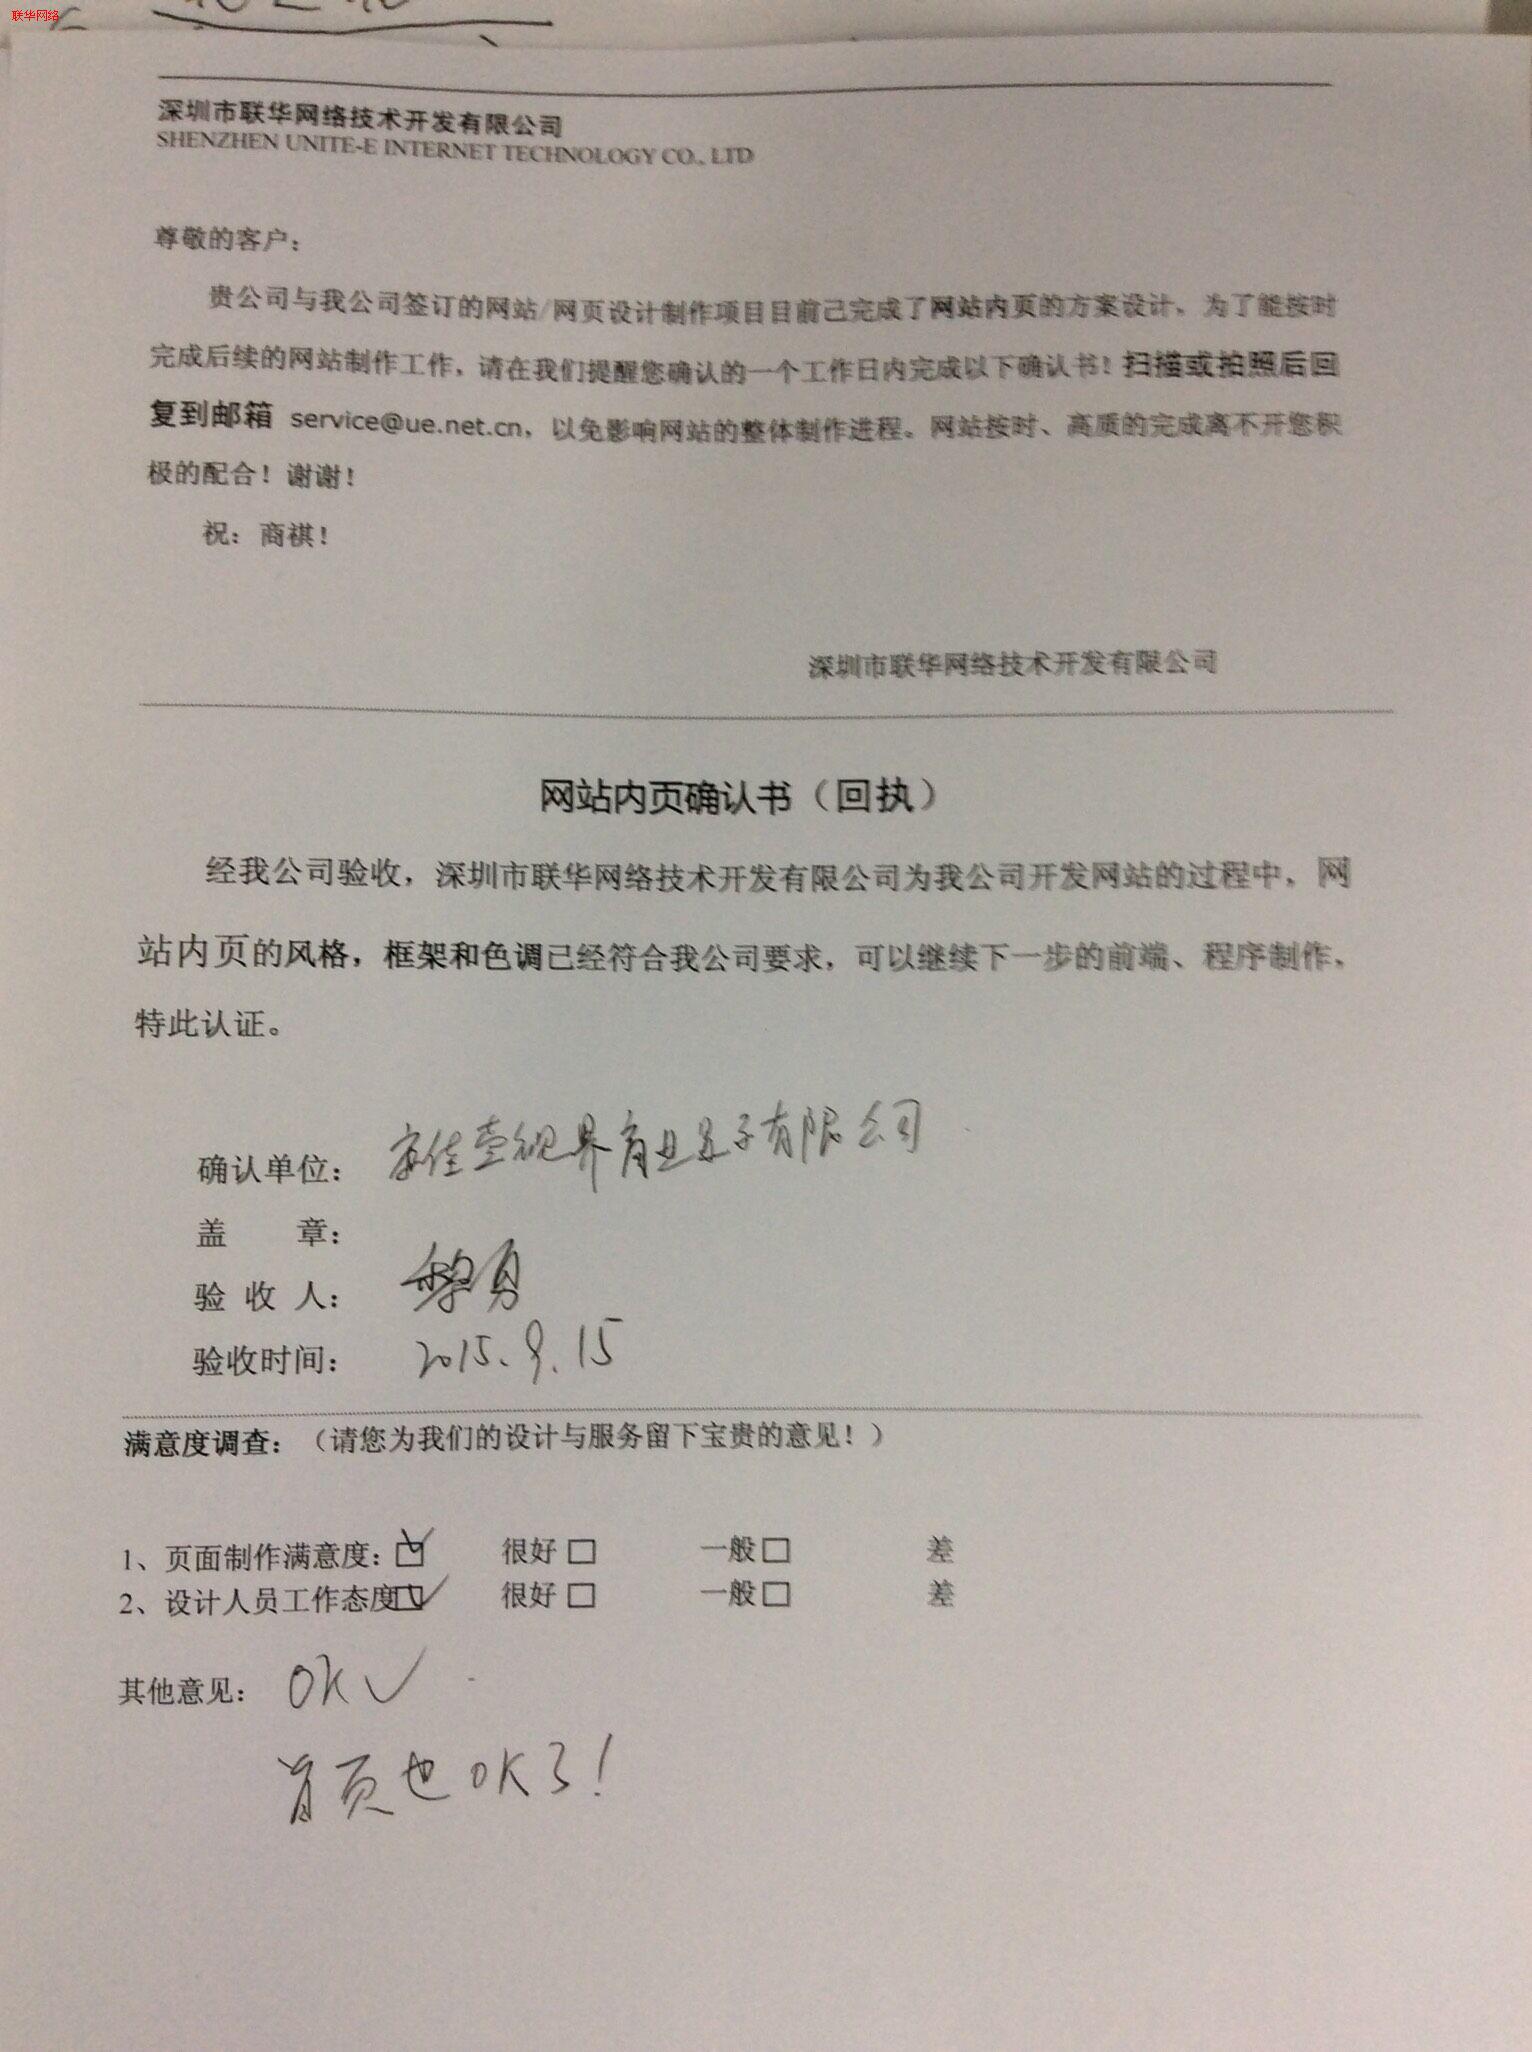 联华网络
深圳市联华网络技术开发有限公司
SHENZHEN UNITE-E INTERNET TECHNOLOGY CO., LTD
尊敬的客户：
贵公司与我公司签订的网站/网页设计制作项目目前已完成了网站内页的方案设计，为了能按时
完成后续的网站制作工作，请在我们提醒您确认的一个工作日内完成以下确认书！扫描或拍照后回
复到邮箱 service@ue.net.cn，以免影响网站的整体制作进程。网站按时、高质的完成离不开您积
极的配合！谢谢！
祝：商祺！
深圳市联华网络技术开发有限公司
网站内页确认书（回执）
经我公司验收，深圳市联华网络技术开发有限公司为我公司开发网站的过程中，网
站内页的风格，框架和色调已经符合我公司要求，可以继续下一步的前端、程序制作，
特此认证。
确认单位： 佳壹视界 有限公司
盖 章：
验 收 人： 黎勇
验收时间： 2015.9.15
满意度调查：（请您为我们的设计与服务留下宝贵的意见！）
1、页面制作满意度：☑ 很好 □ 一般□ 差
2、设计人员工作态度☑ 很好 □ 一般□ 差
其他意见： OK✓
首页也OK了！